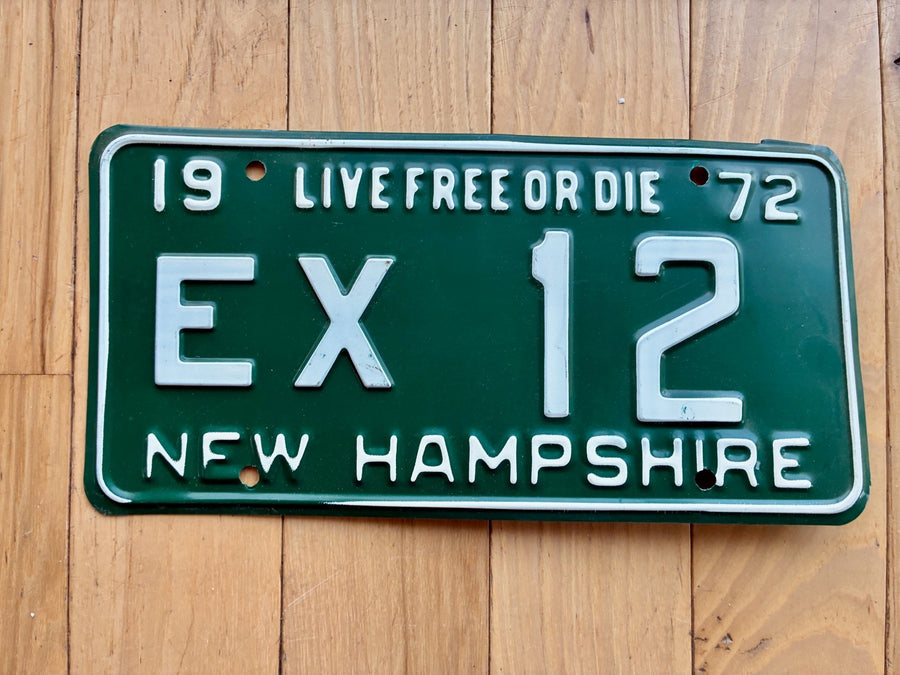 19 LIVE FREE OR DIE 72
EX 12
NEW HAMPSHIRE